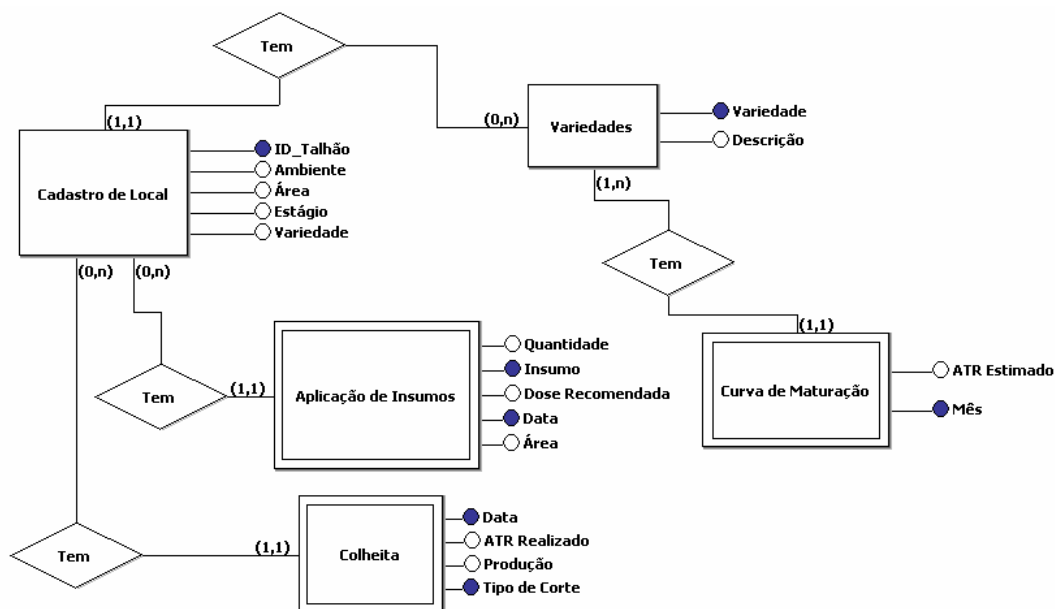 Tem
(1,1)
(0,n)
Variedades
Variedade
Descrição
(1,n)
Cadastro de Local
ID_Talhão
Ambiente
Área
Estágio
Variedade
(0,n)
(0,n)
Tem
(1,1)
Curva de Maturação
ATR Estimado
Mês
Tem
(1,1)
Aplicação de Insumos
Quantidade
Insumo
Dose Recomendada
Data
Área
Tem
(1,1)
Colheita
Data
ATR Realizado
Produção
Tipo de Corte